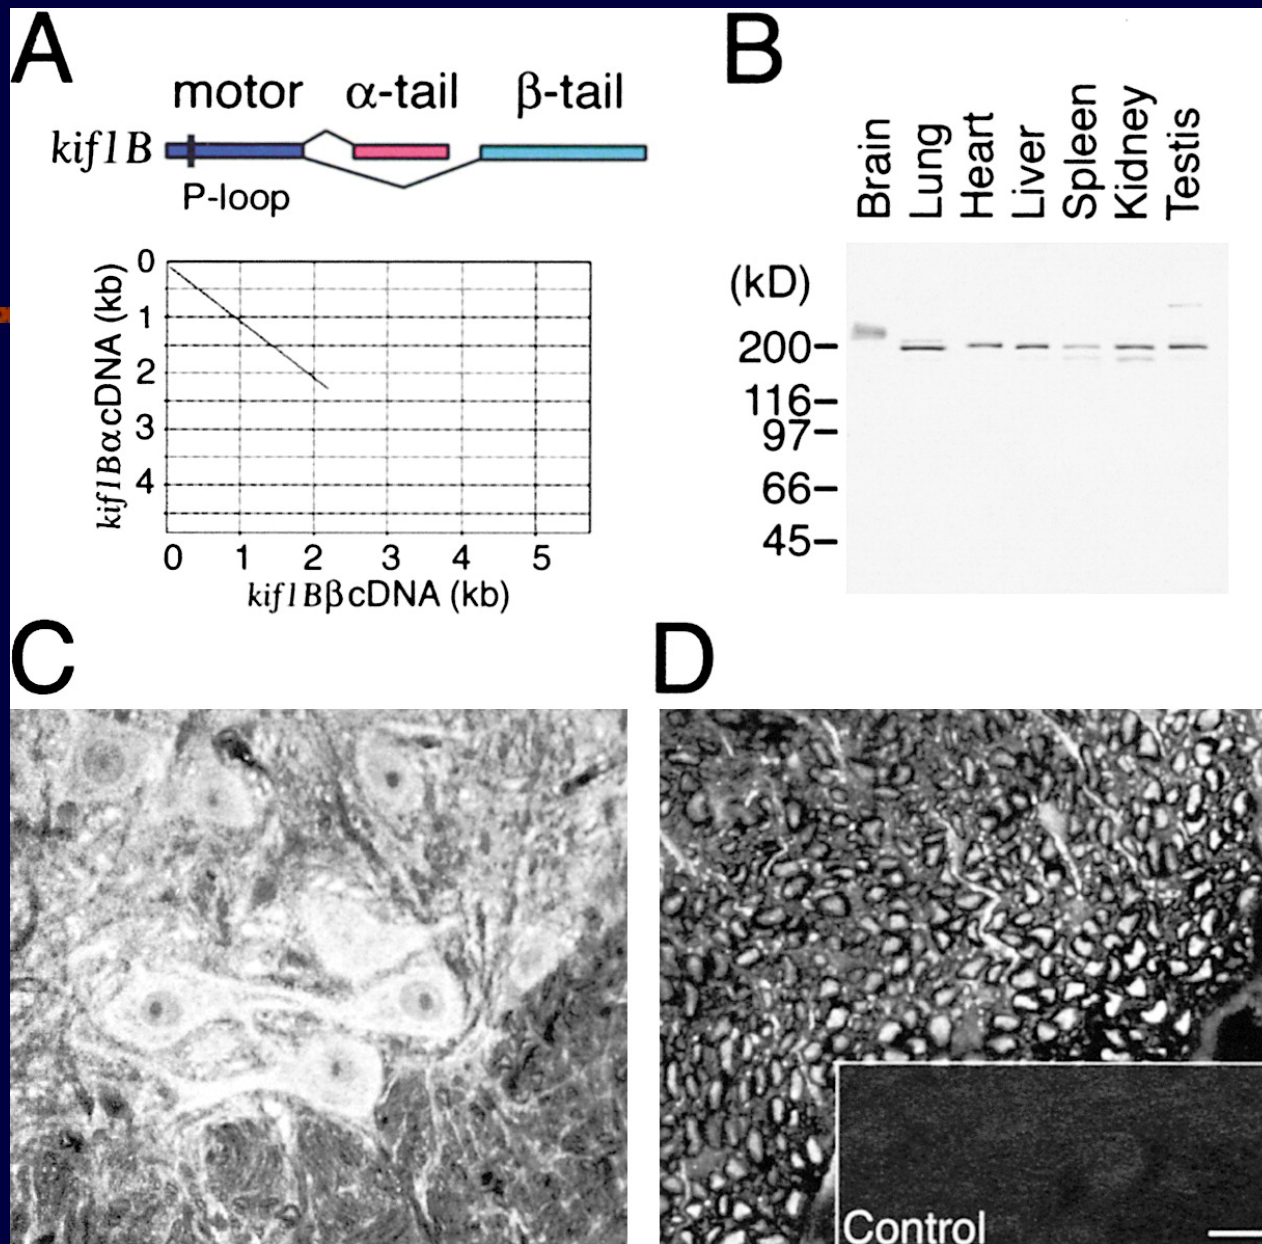 A
motor α-tail β-tail
kif1B
P-loop
0
1
2
3
4
kif1Bα cDNA (kb)
0 1 2 3 4 5
kif1Bβ cDNA (kb)
B
Brain
Lung
Heart
Liver
Spleen
Kidney
Testis
(kD)
200
116
97
66
45
C
D
Control